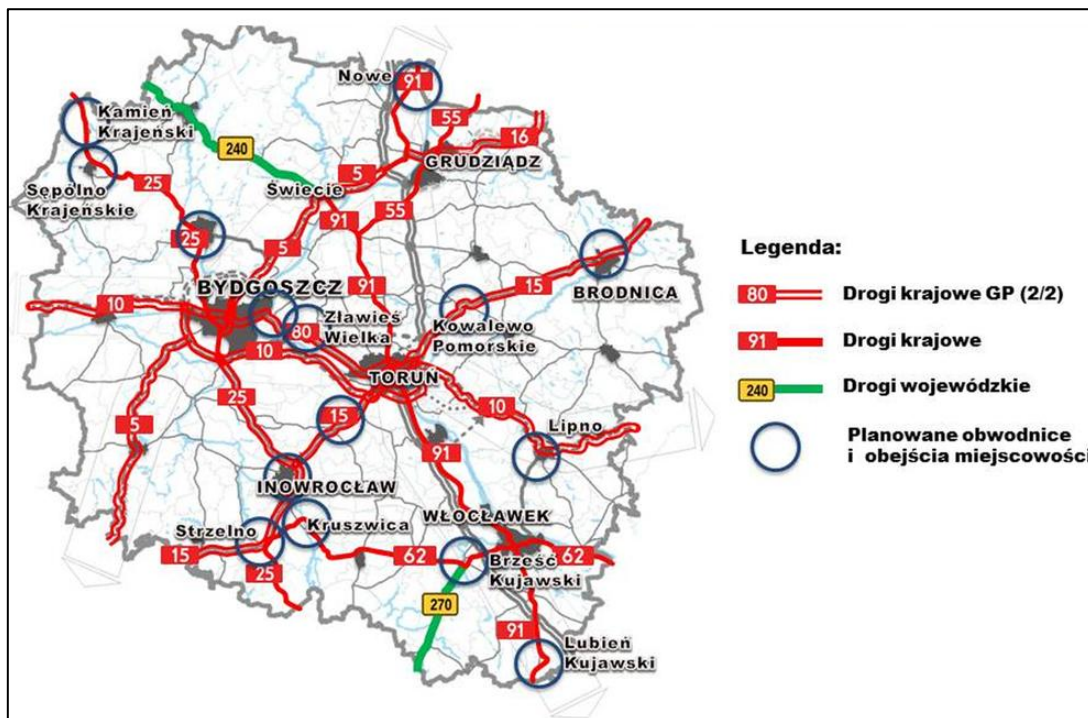 Nowe
91
Kamień
Krajeński
55
16
240
GRUDZIĄDZ
Sępólno
Krajeńskie
25
Świecie
5
55
91
25
5
BRODNICA
15
91
10
BYDGOSZCZ
Zławieś
Wielka
80
Kowalewo
Pomorskie
10
TORUŃ
25
15
10
Lipno
5
91
INOWROCŁAW
Strzelno
Kruszwica
WŁOCŁAWEK
15
62
62
25
Brześć
Kujawski
270
91
Lubień
Kujawski
Legenda:
80 Drogi krajowe GP (2/2)
91 Drogi krajowe
240 Drogi wojewódzkie
Planowane obwodnice
i obejścia miejscowości